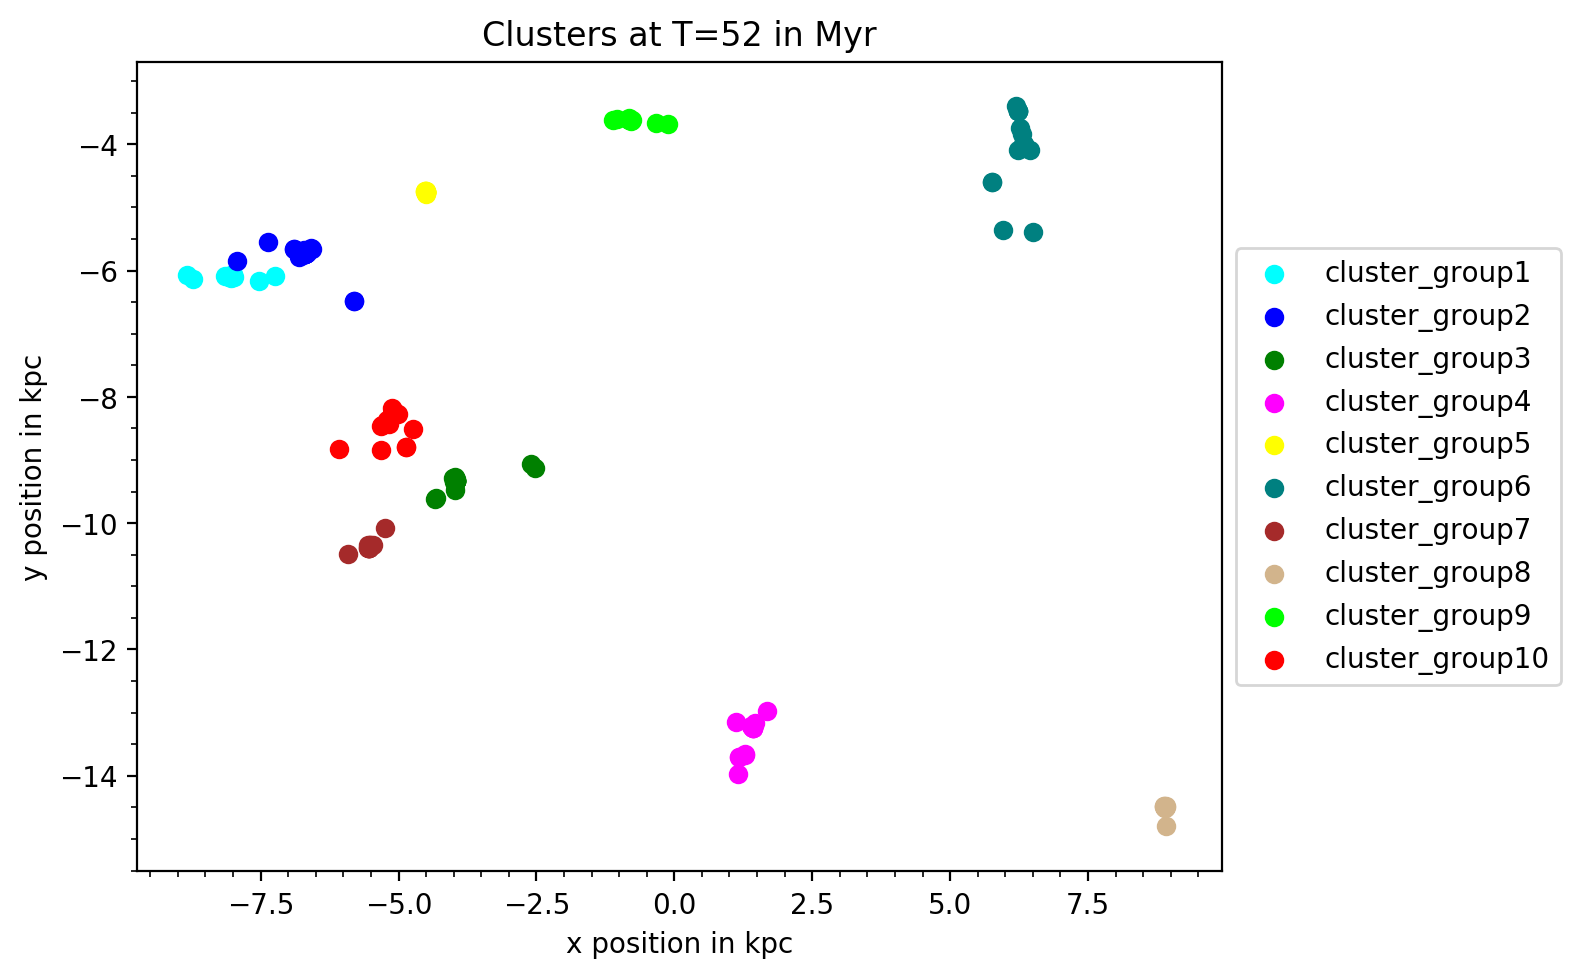 Clusters at T=52 in Myr
y position in kpc
−4
−6
−8
−10
−12
−14
−7.5
−5.0
−2.5
0.0
2.5
5.0
7.5
x position in kpc
cluster_group1
cluster_group2
cluster_group3
cluster_group4
cluster_group5
cluster_group6
cluster_group7
cluster_group8
cluster_group9
cluster_group10